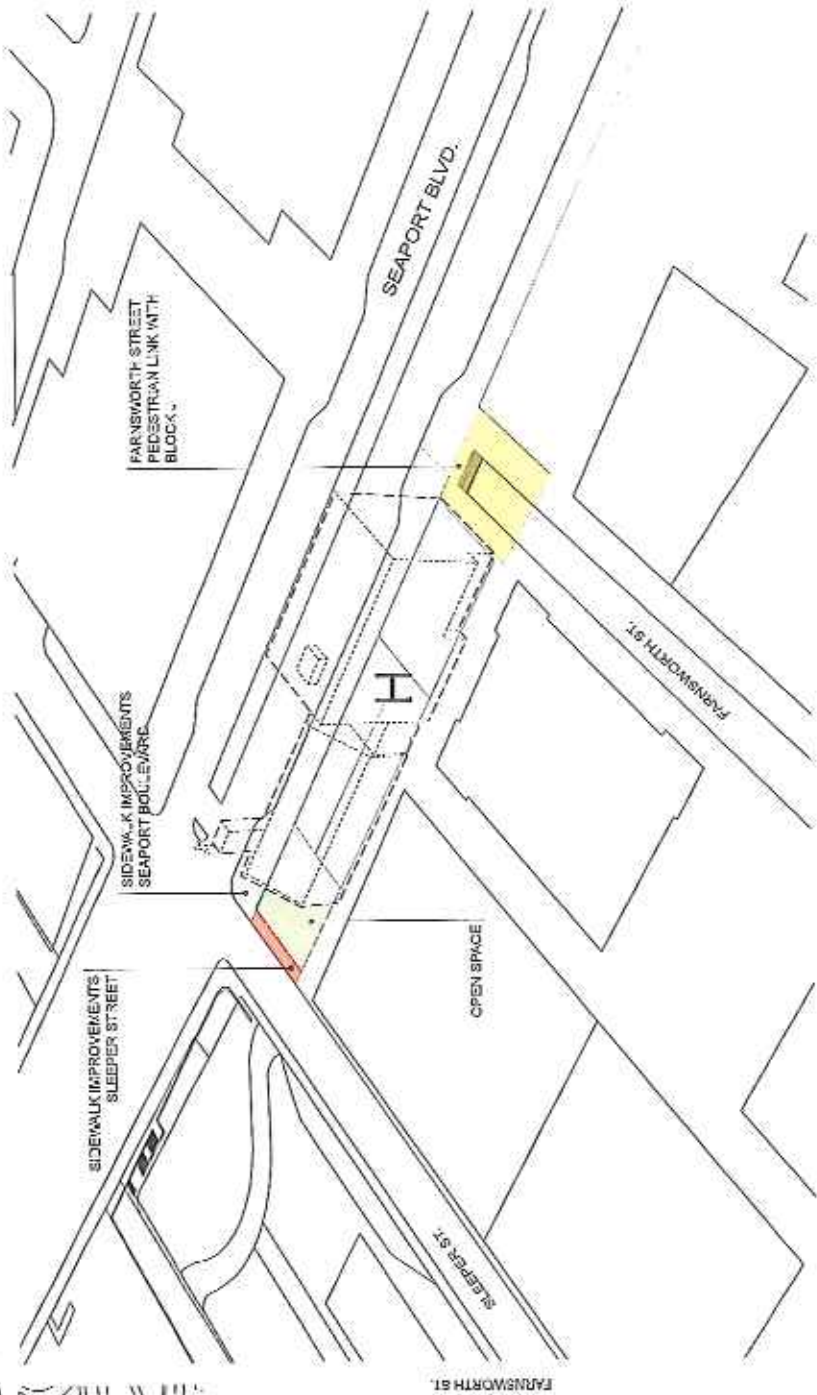 SIDEWALK IMPROVEMENTS
SLEEPER STREET
SIDEWALK IMPROVEMENTS
SEAPORT BOULEVARD
FARNSWORTH STREET
PEDESTRIAN LINK WITH
BLOCK
SEAPORT BLVD.
H
OPEN SPACE
FARNSWORTH ST.
SLEEPER ST.
FARNSWORTH ST.